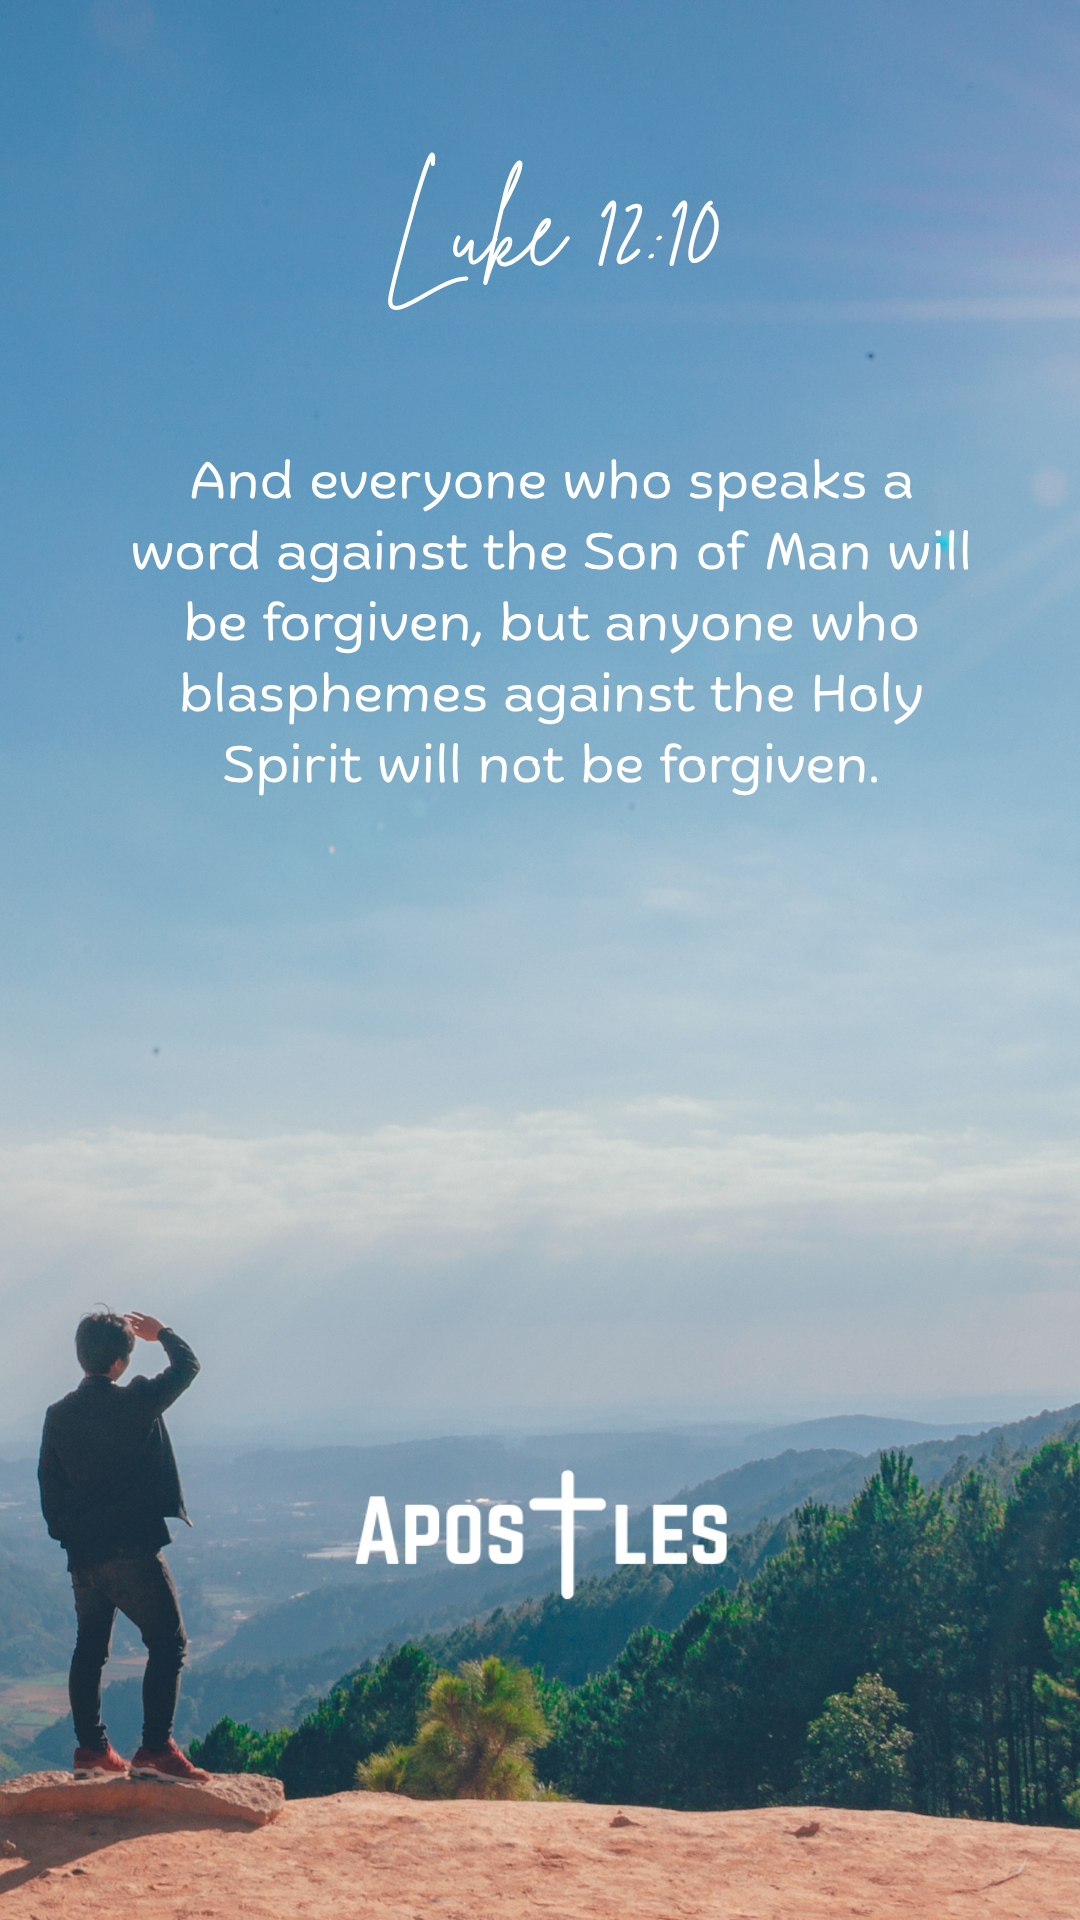 Luke 12:10
And everyone who speaks a
word against the Son of Man will
be forgiven, but anyone who
blasphemes against the Holy
Spirit will not be forgiven.
APOSTLES